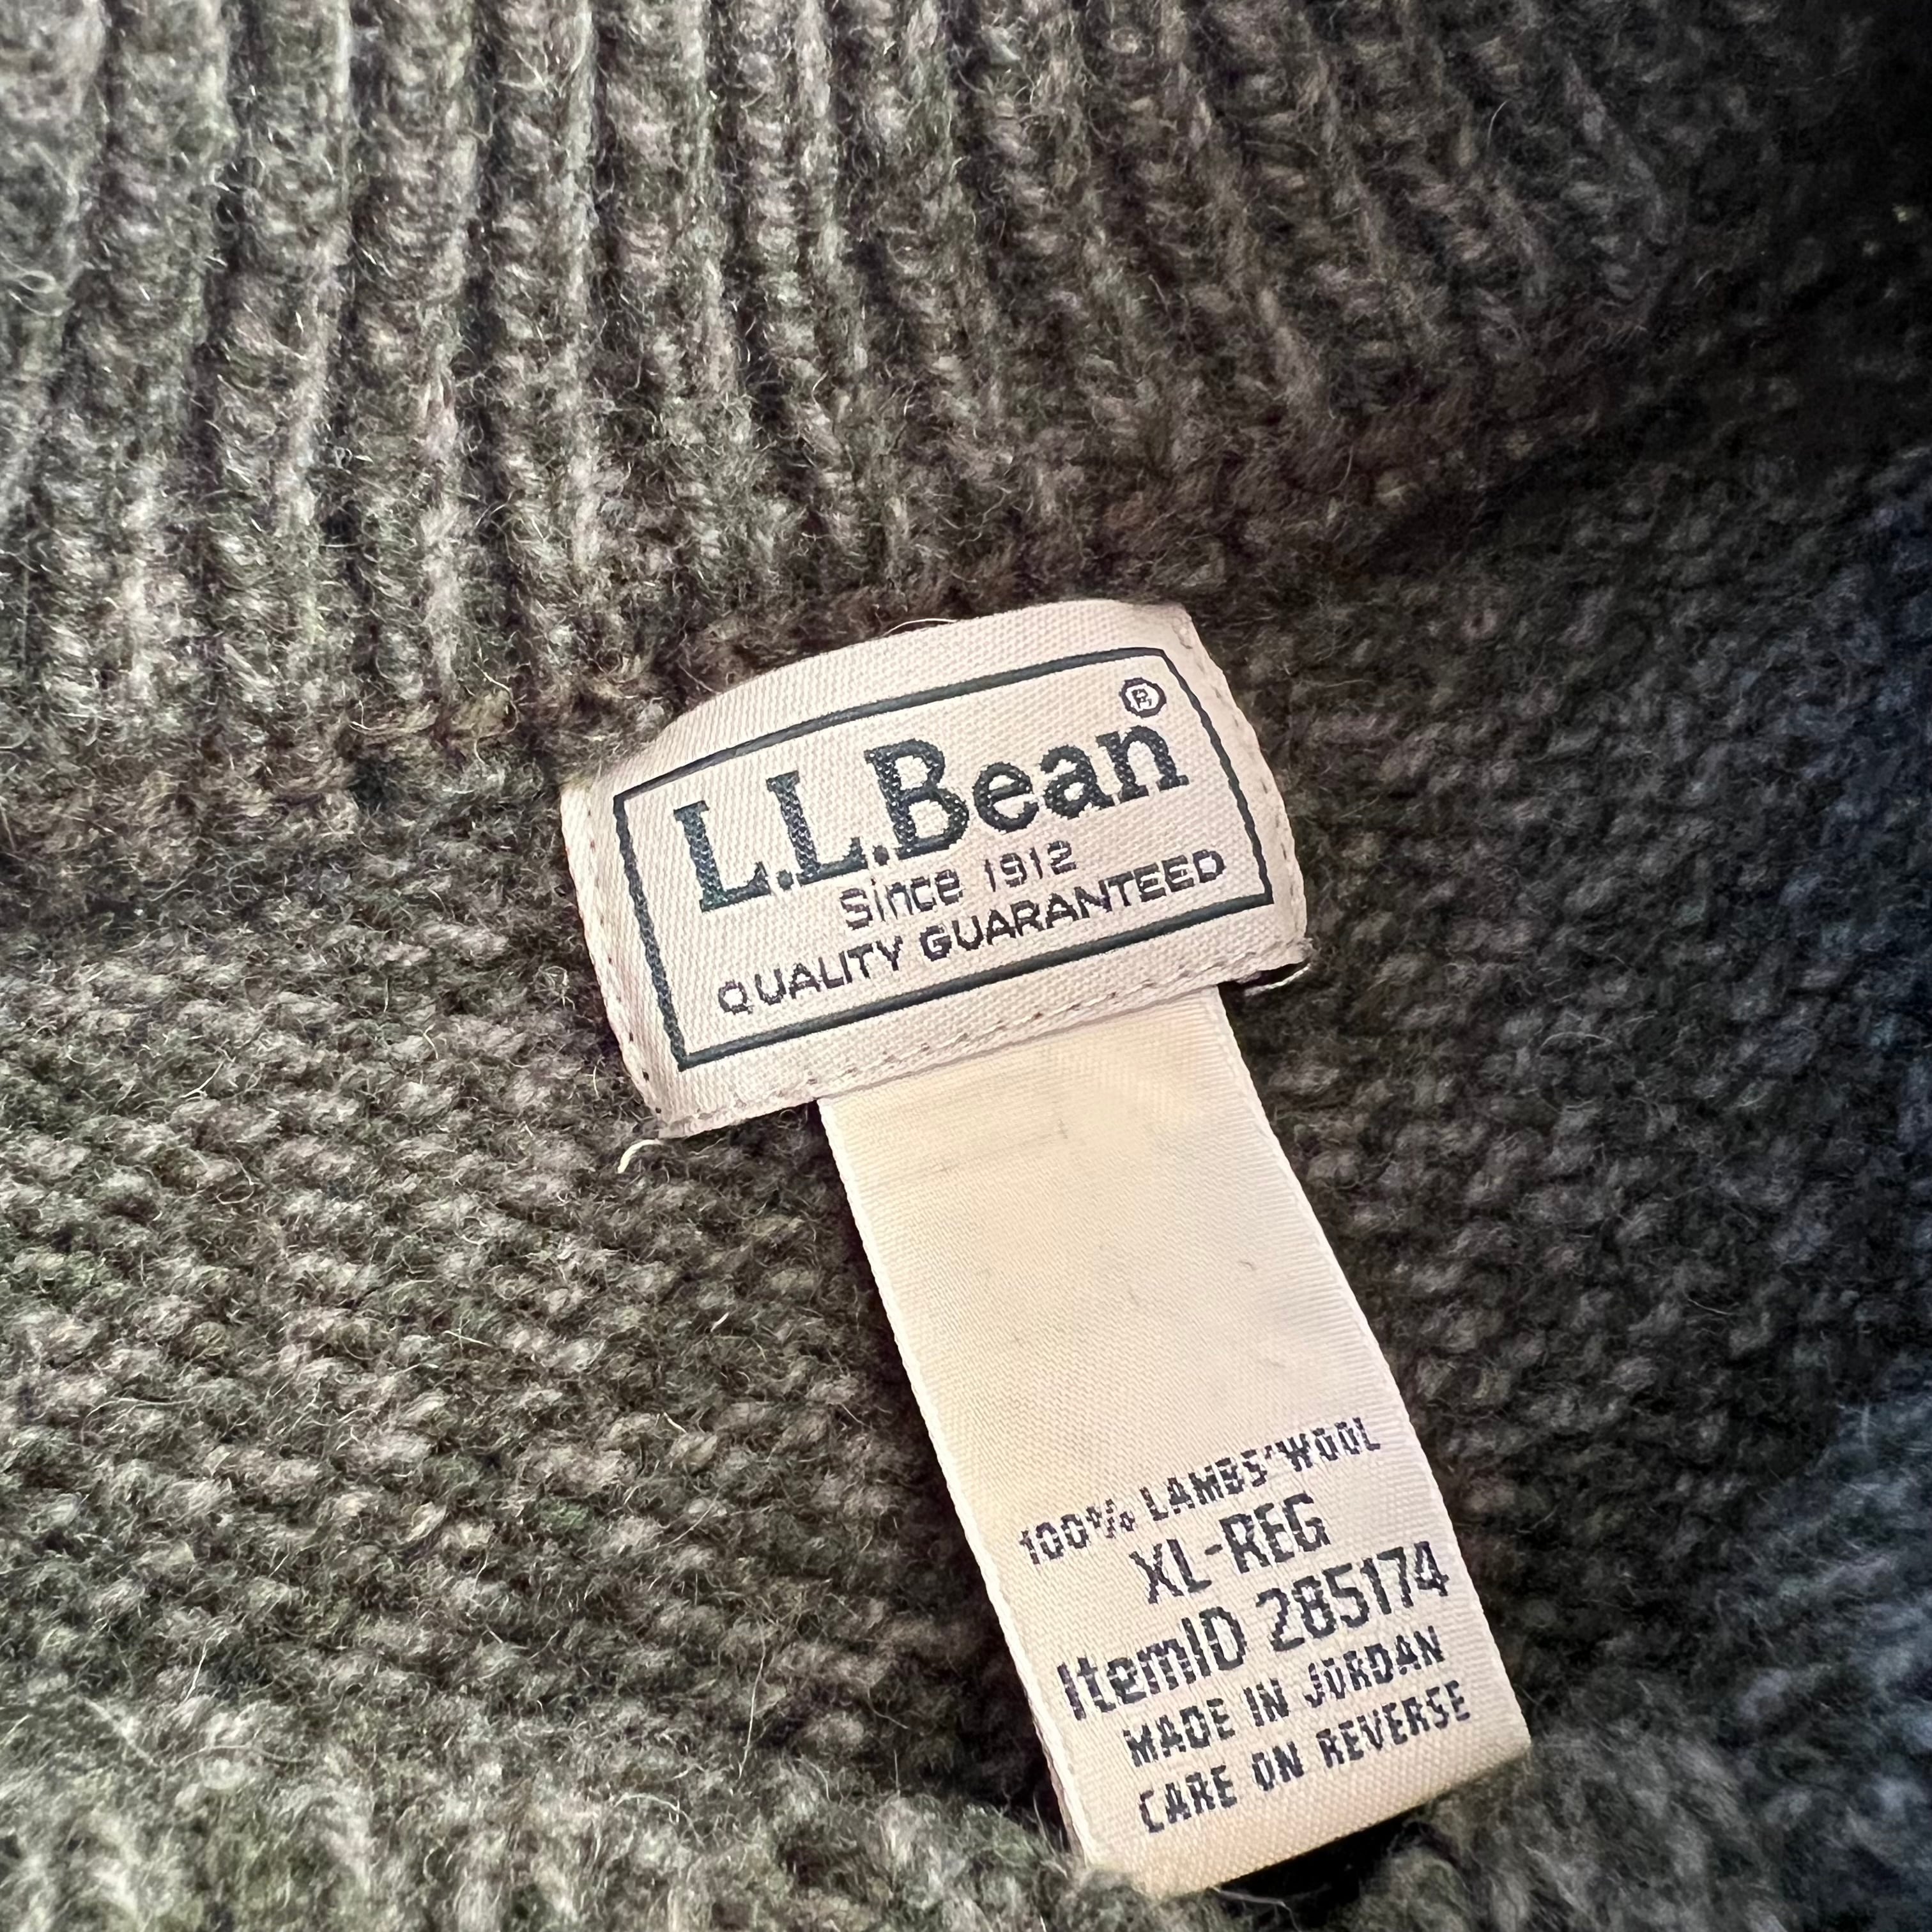 L.L.Bean®
Since 1912
QUALITY GUARANTEED
100% LAMBS' WOOL
XL-REG
ItemID 285174
MADE IN JORDAN
CARE ON REVERSE